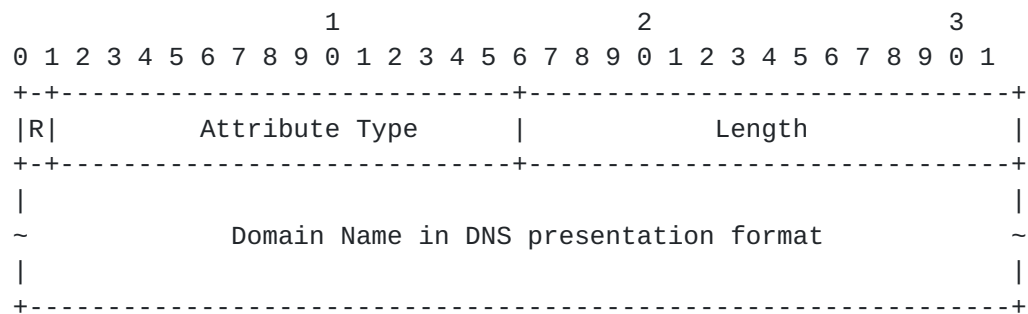 1                   2                   3
0 1 2 3 4 5 6 7 8 9 0 1 2 3 4 5 6 7 8 9 0 1 2 3 4 5 6 7 8 9 0 1
+-+-----------------------------+-------------------------------+
|R|         Attribute Type      |            Length             |
+-+-----------------------------+-------------------------------+
|                                                               |
~             Domain Name in DNS presentation format            ~
|                                                               |
+---------------------------------------------------------------+